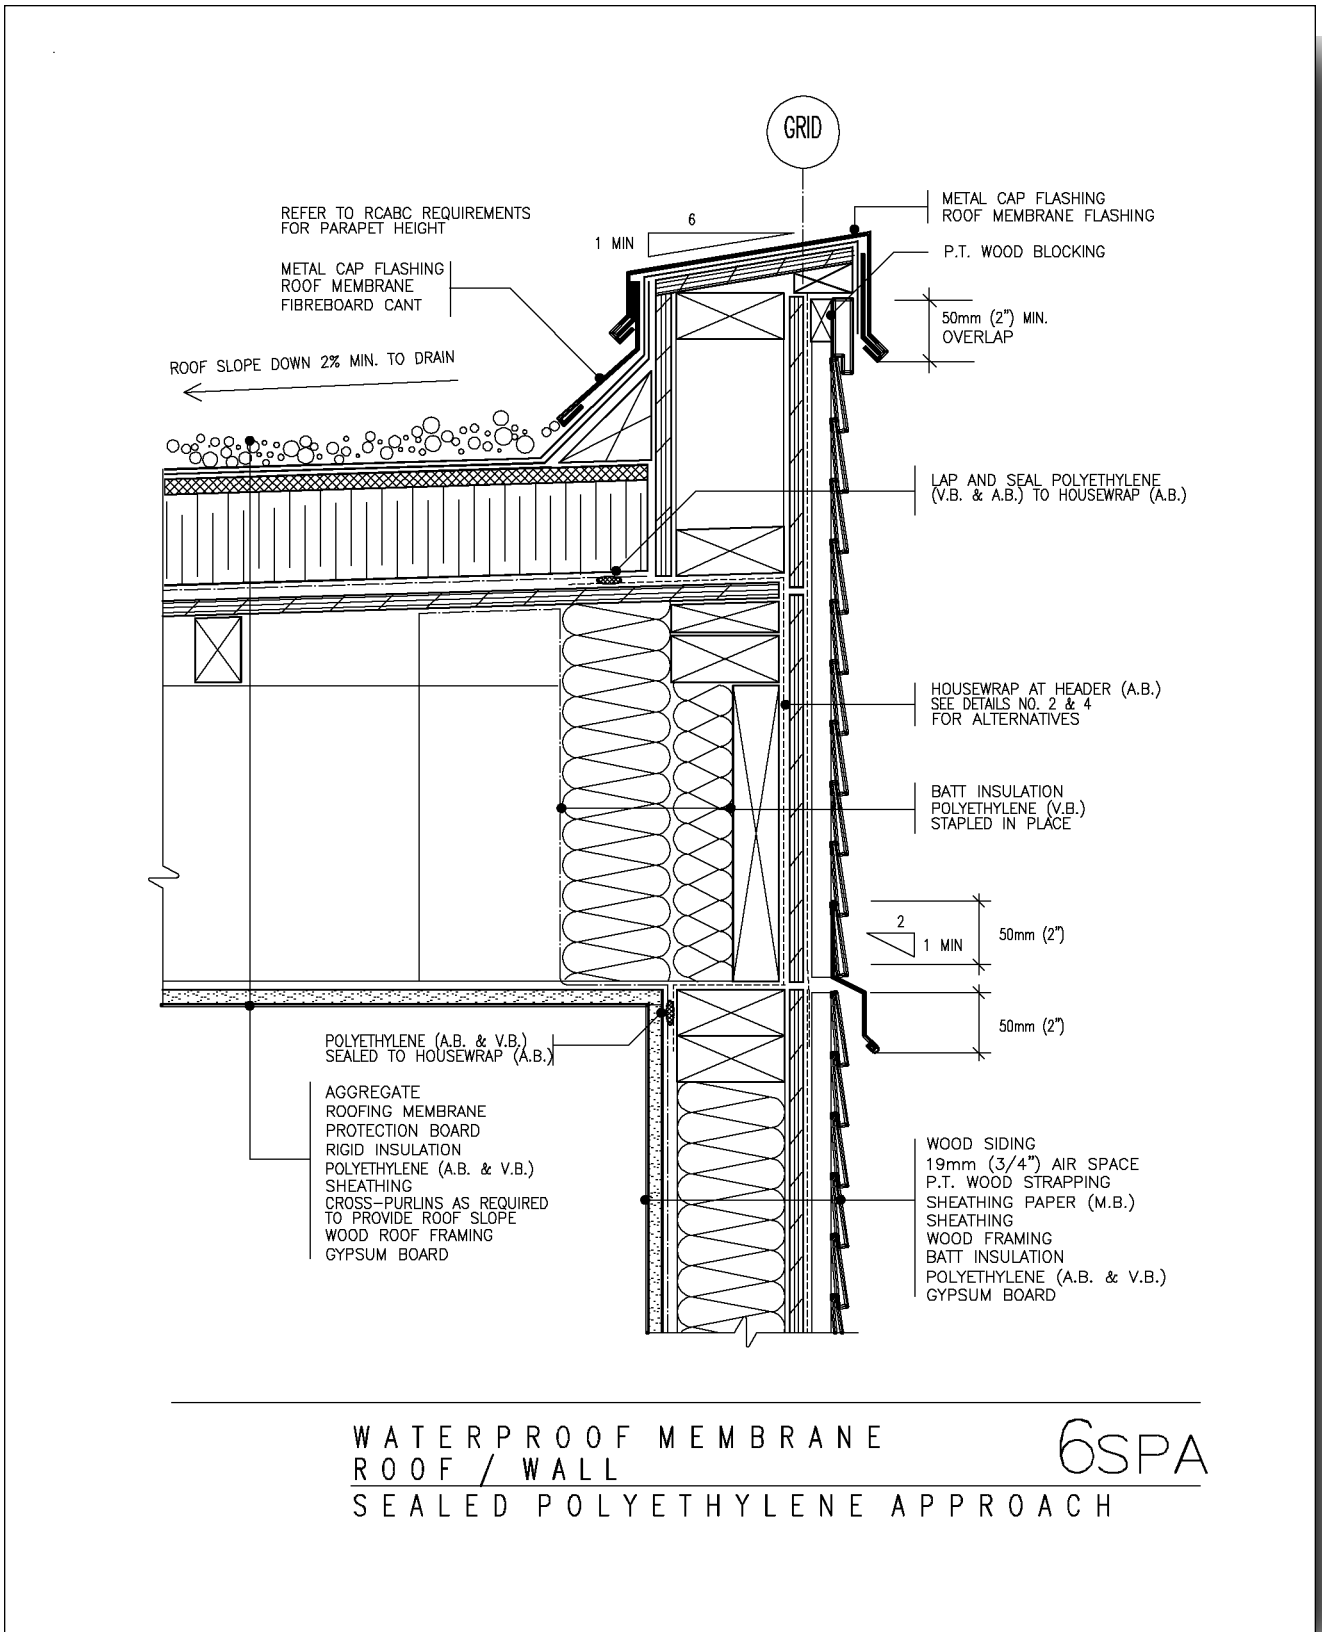 GRID
REFER TO RCABC REQUIREMENTS
FOR PARAPET HEIGHT
METAL CAP FLASHING
ROOF MEMBRANE
FIBREBOARD CANT
ROOF SLOPE DOWN 2% MIN. TO DRAIN
6
1 MIN
METAL CAP FLASHING
ROOF MEMBRANE FLASHING
P.T. WOOD BLOCKING
50mm (2") MIN.
OVERLAP
LAP AND SEAL POLYETHYLENE
(V.B. & A.B.) TO HOUSEWRAP (A.B.)
HOUSEWRAP AT HEADER (A.B.)
SEE DETAILS NO. 2 & 4
FOR ALTERNATIVES
BATT INSULATION
POLYETHYLENE (V.B.)
STAPLED IN PLACE
2
1 MIN
50mm (2")
50mm (2")
POLYETHYLENE (A.B. & V.B.)
SEALED TO HOUSEWRAP (A.B.)
AGGREGATE
ROOFING MEMBRANE
PROTECTION BOARD
RIGID INSULATION
POLYETHYLENE (A.B. & V.B.)
SHEATHING
CROSS-PURLINS AS REQUIRED
TO PROVIDE ROOF SLOPE
WOOD ROOF FRAMING
GYPSUM BOARD
WOOD SIDING
19mm (3/4") AIR SPACE
P.T. WOOD STRAPPING
SHEATHING PAPER (M.B.)
SHEATHING
WOOD FRAMING
BATT INSULATION
POLYETHYLENE (A.B. & V.B.)
GYPSUM BOARD
WATERPROOF MEMBRANE
ROOF / WALL
6SPA
SEALED POLYETHYLENE APPROACH